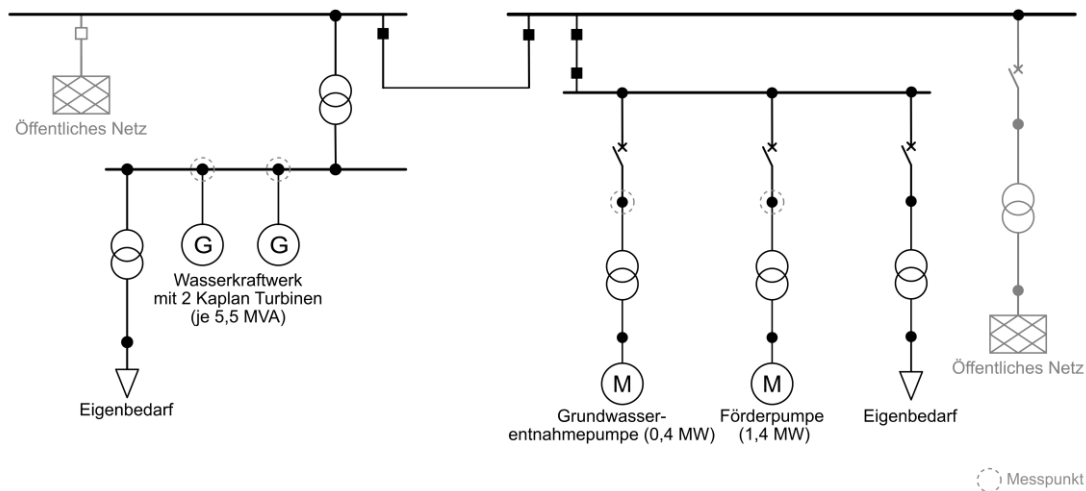 Öffentliches Netz
G
G
Wasserkraftwerk
mit 2 Kaplan Turbinen
(je 5,5 MVA)
Eigenbedarf
M
M
Grundwasser-
entnahmepumpe (0,4 MW)
Förderpumpe
(1,4 MW)
Eigenbedarf
Öffentliches Netz
Messpunkt